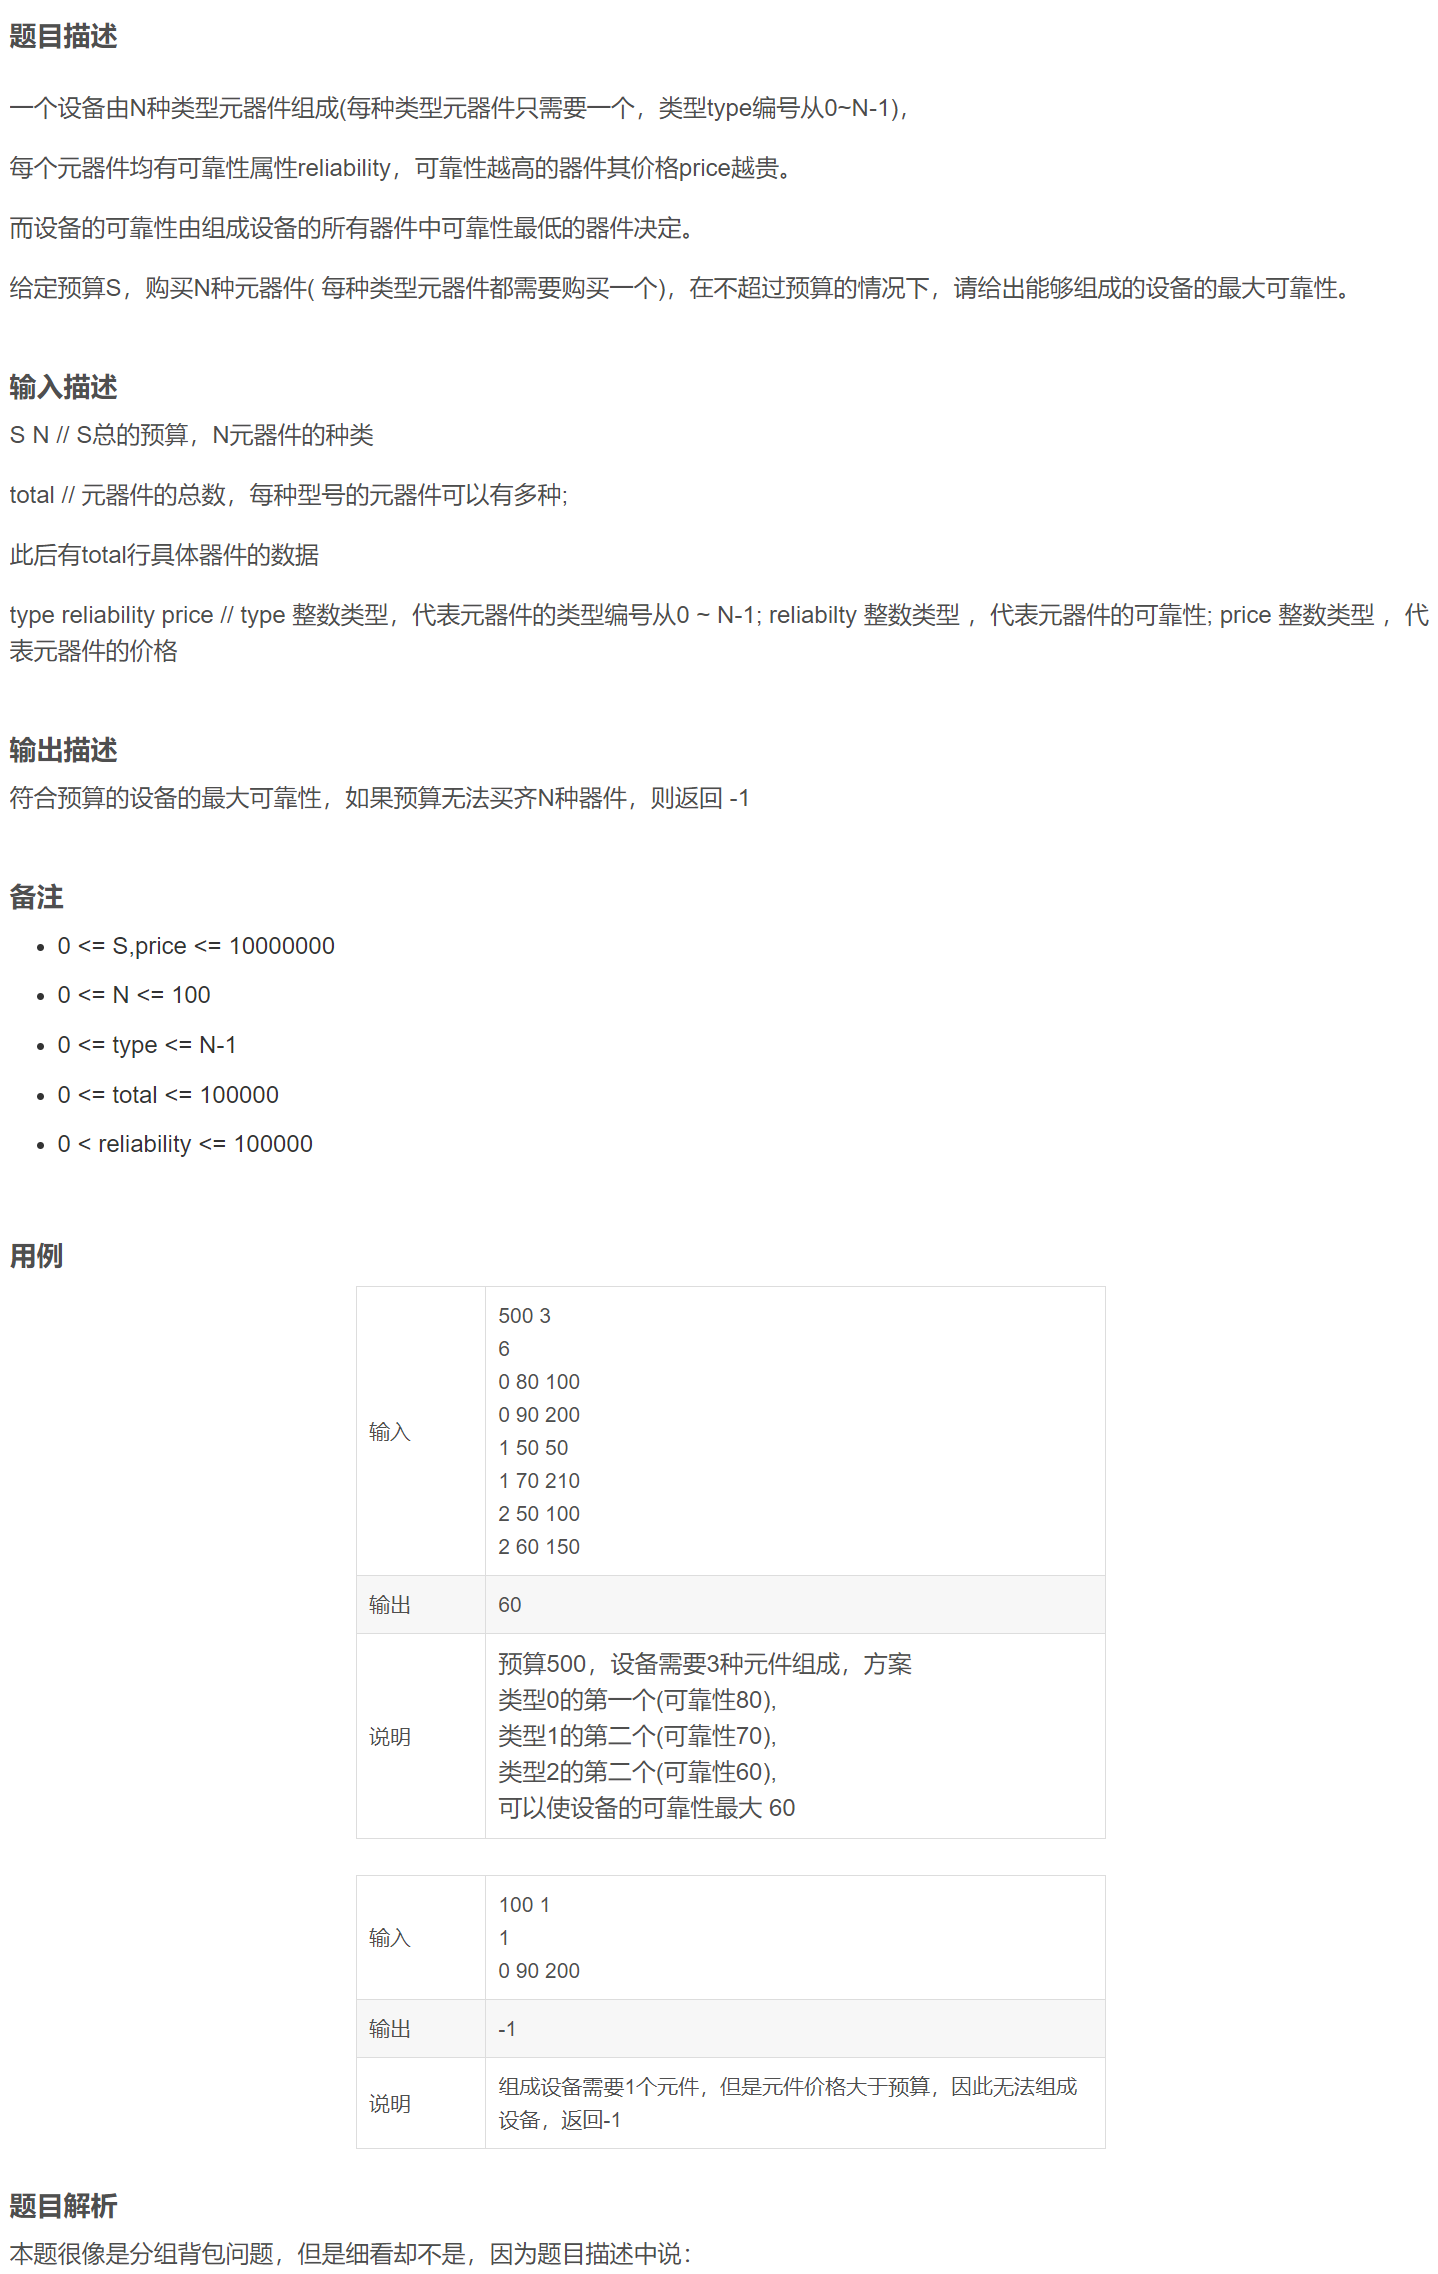 题目描述
一个设备由N种类型元器件组成(每种类型元器件只需要一个，类型type编号从0~N-1)，
每个元器件均有可靠性属性reliability，可靠性越高的器件其价格price越贵。
而设备的可靠性由组成设备的所有器件中可靠性最低的器件决定。
给定预算S，购买N种元器件( 每种类型元器件都需要购买一个)，在不超过预算的情况下，请给出能够组成的设备的最大可靠性。
输入描述
S N // S总的预算，N元器件的种类
total // 元器件的总数，每种型号的元器件可以有多种;
此后有total行具体器件的数据
type reliability price // type 整数类型，代表元器件的类型编号从0 ~ N-1; reliabilty 整数类型 ，代表元器件的可靠性; price 整数类型 ，代
表元器件的价格
输出描述
符合预算的设备的最大可靠性，如果预算无法买齐N种器件，则返回 -1
备注
• 0 <= S,price <= 10000000
• 0 <= N <= 100
• 0 <= type <= N-1
• 0 <= total <= 100000
• 0 < reliability <= 100000
用例
输入
500 3
6
0 80 100
0 90 200
1 50 50
1 70 210
2 50 100
2 60 150
输出
60
说明
预算500，设备需要3种元件组成，方案
类型0的第一个(可靠性80),
类型1的第二个(可靠性70),
类型2的第二个(可靠性60),
可以使设备的可靠性最大 60
输入
100 1
1
0 90 200
输出
-1
说明
组成设备需要1个元件，但是元件价格大于预算，因此无法组成
设备，返回-1
题目解析
本题很像是分组背包问题，但是细看却不是，因为题目描述中说：